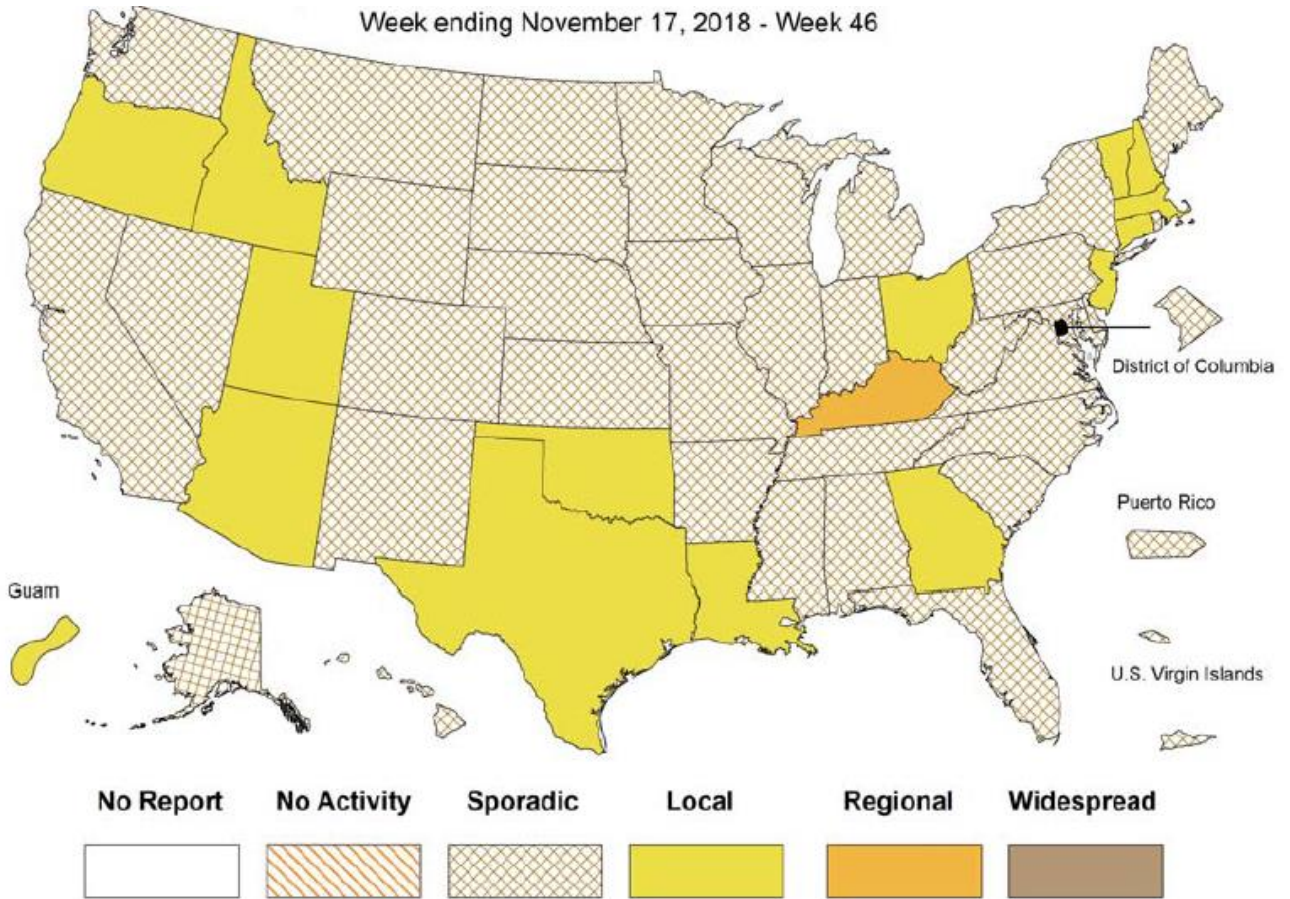 Week ending November 17, 2018 - Week 46
District of Columbia
Puerto Rico
Guam
U.S. Virgin Islands
No Report
No Activity
Sporadic
Local
Regional
Widespread